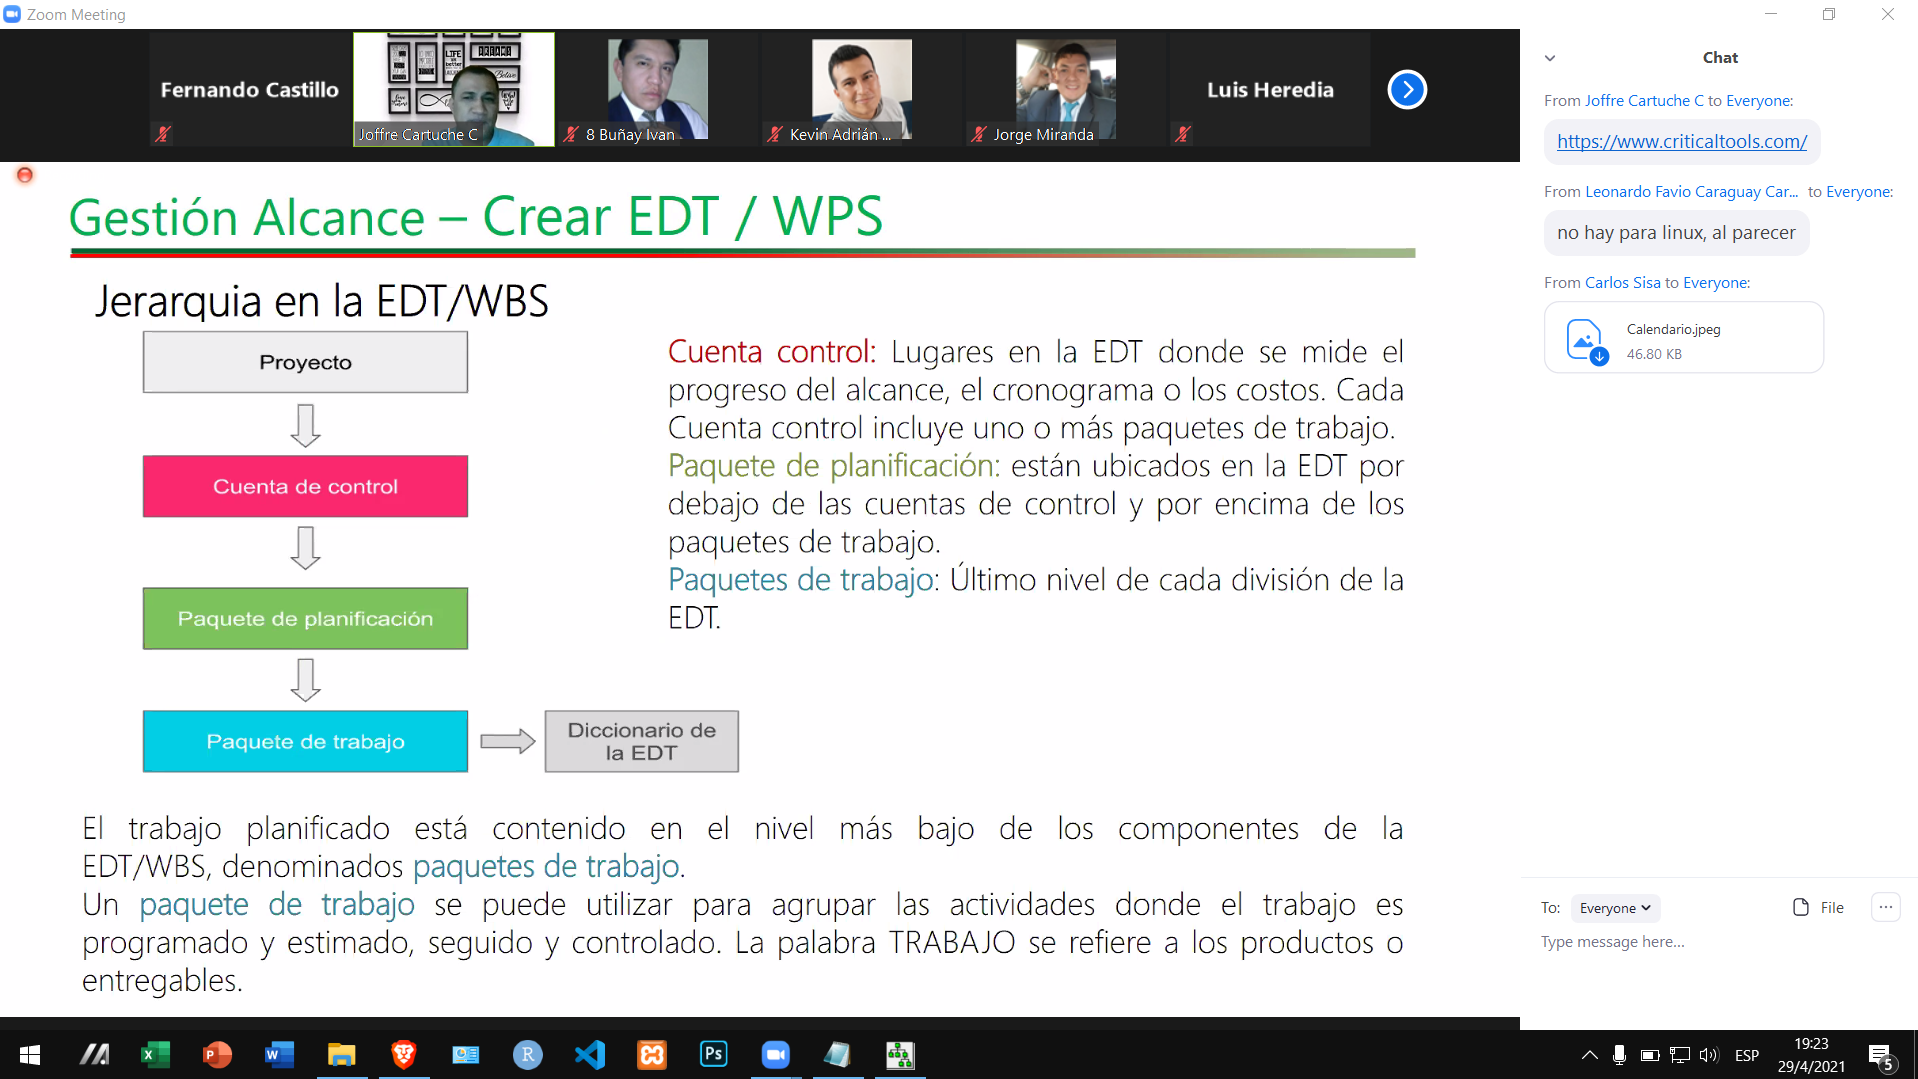 Zoom Meeting
Fernando Castillo
Joffre Cartuche C
8 Buñay Ivan
Kevin Adrián ...
Jorge Miranda
Luis Heredia
Gestión Alcance – Crear EDT / WPS
Jerarquia en la EDT/WBS
Proyecto
Cuenta de control
Paquete de planificación
Paquete de trabajo
Diccionario de
la EDT
Cuenta control: Lugares en la EDT donde se mide el
progreso del alcance, el cronograma o los costos. Cada
Cuenta control incluye uno o más paquetes de trabajo.
Paquete de planificación: están ubicados en la EDT por
debajo de las cuentas de control y por encima de los
paquetes de trabajo.
Paquetes de trabajo: Último nivel de cada división de la
EDT.
El trabajo planificado está contenido en el nivel más bajo de los componentes de la
EDT/WBS, denominados paquetes de trabajo.
Un paquete de trabajo se puede utilizar para agrupar las actividades donde el trabajo es
programado y estimado, seguido y controlado. La palabra TRABAJO se refiere a los productos o
entregables.
Chat
From Joffre Cartuche C to Everyone:
https://www.criticaltools.com/
From Leonardo Favio Caraguay Car... to Everyone:
no hay para linux, al parecer
From Carlos Sisa to Everyone:
Calendario.jpeg
46.80 KB
To: Everyone
File
Type message here...
ESP
19:23
29/4/2021
5